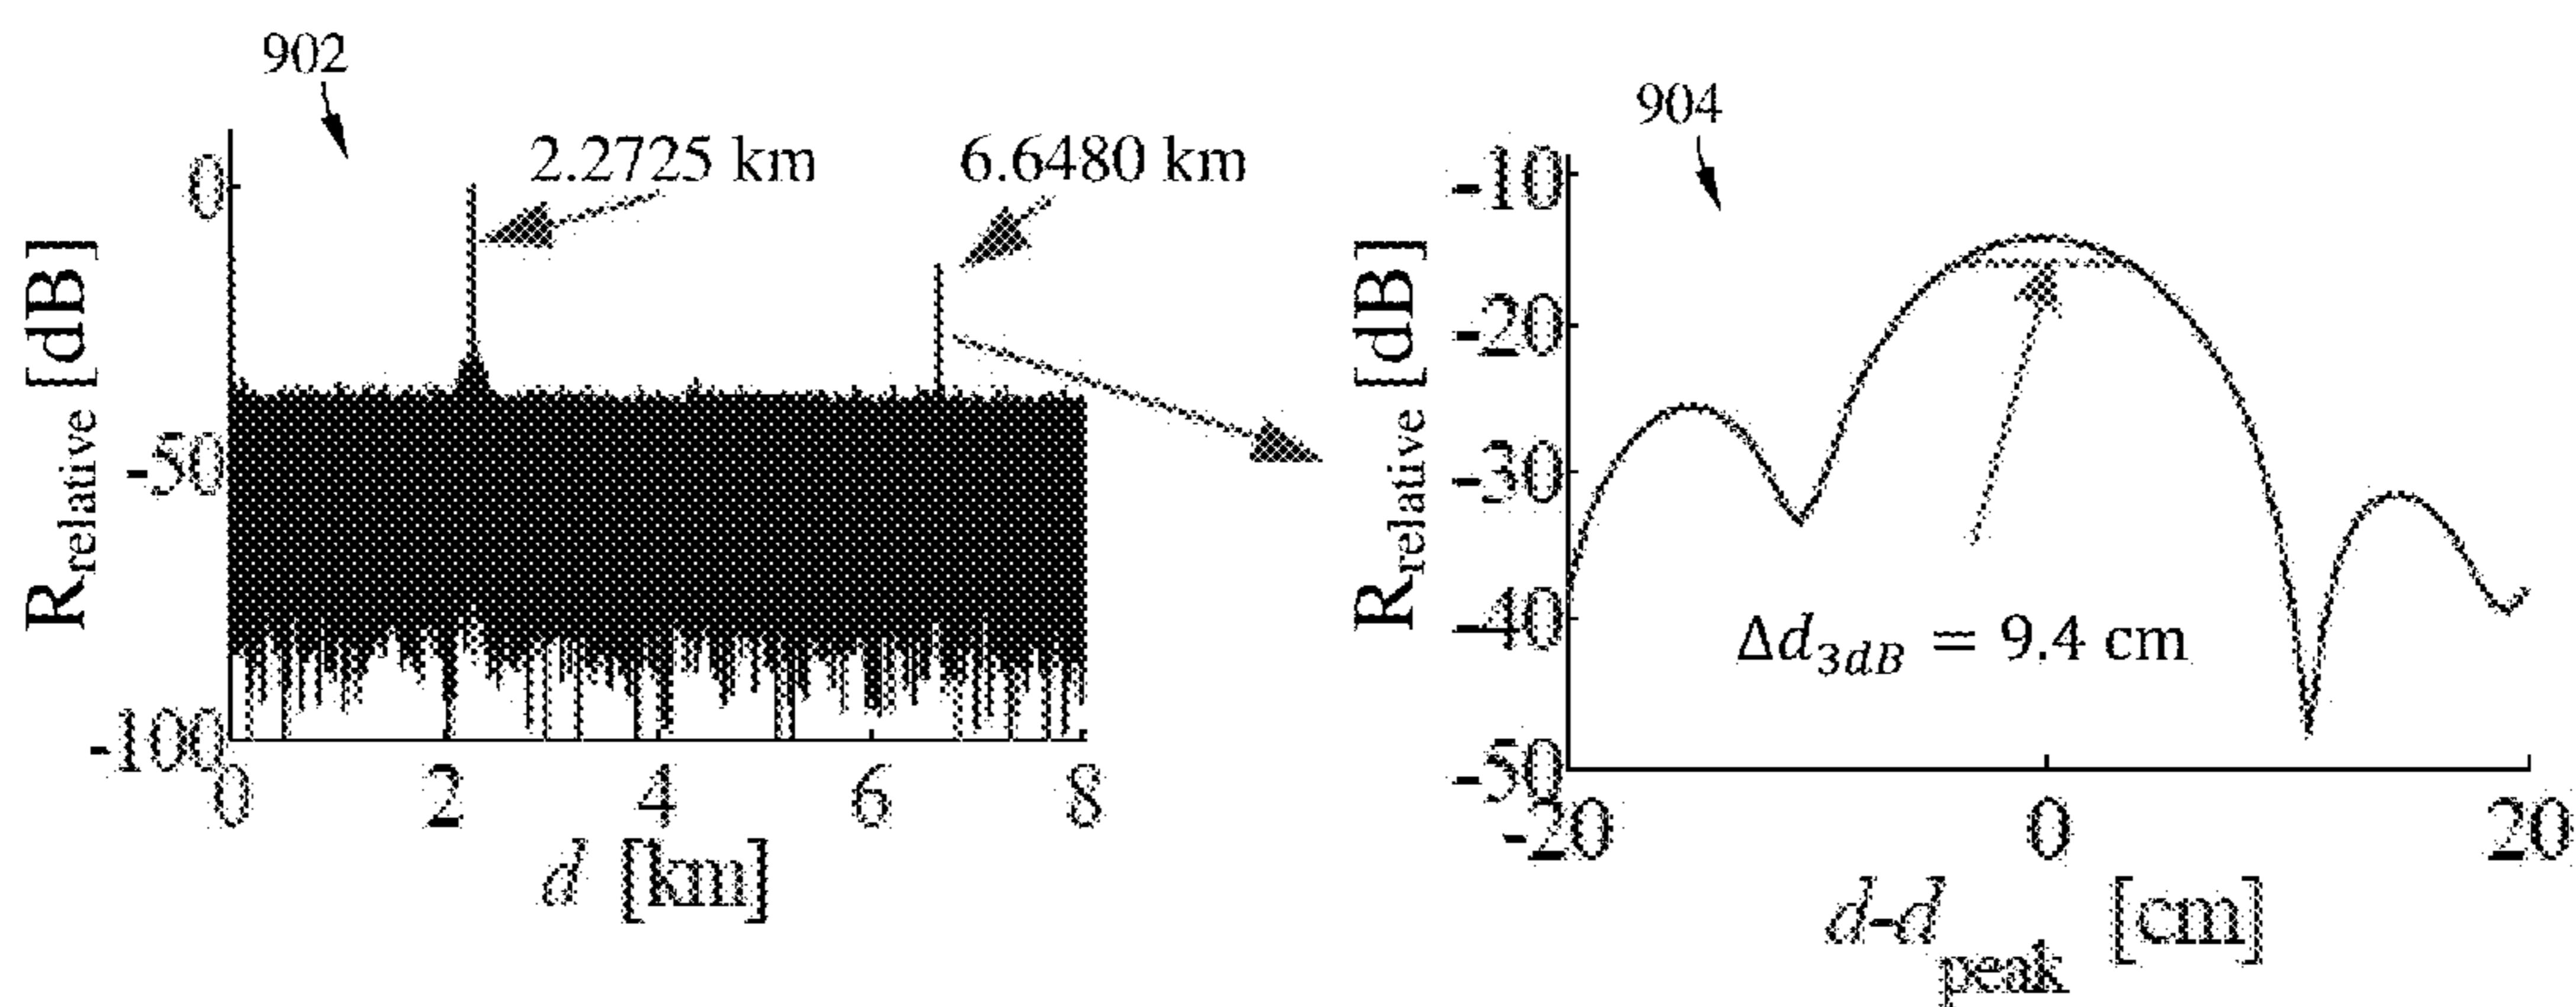 902
2.2725 km
6.6480 km
0
-50
-100
R_relative [dB]
0 2 4 6 8
d [km]
904
-10
-20
-30
-40
-50
R_relative [dB]
Δd_3dB = 9.4 cm
-20 0 20
d-d_peak [cm]